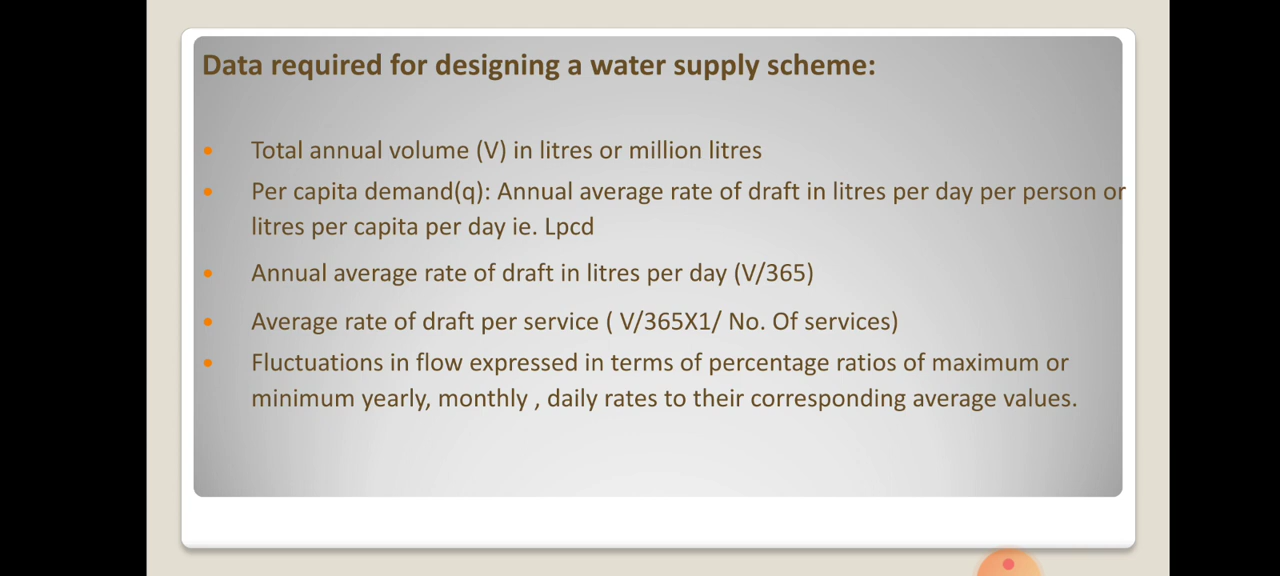 Data required for designing a water supply scheme:
• Total annual volume (V) in litres or million litres
• Per capita demand(q): Annual average rate of draft in litres per day per person or
litres per capita per day ie. Lpcd
• Annual average rate of draft in litres per day (V/365)
• Average rate of draft per service ( V/365X1/ No. Of services)
• Fluctuations in flow expressed in terms of percentage ratios of maximum or
minimum yearly, monthly , daily rates to their corresponding average values.